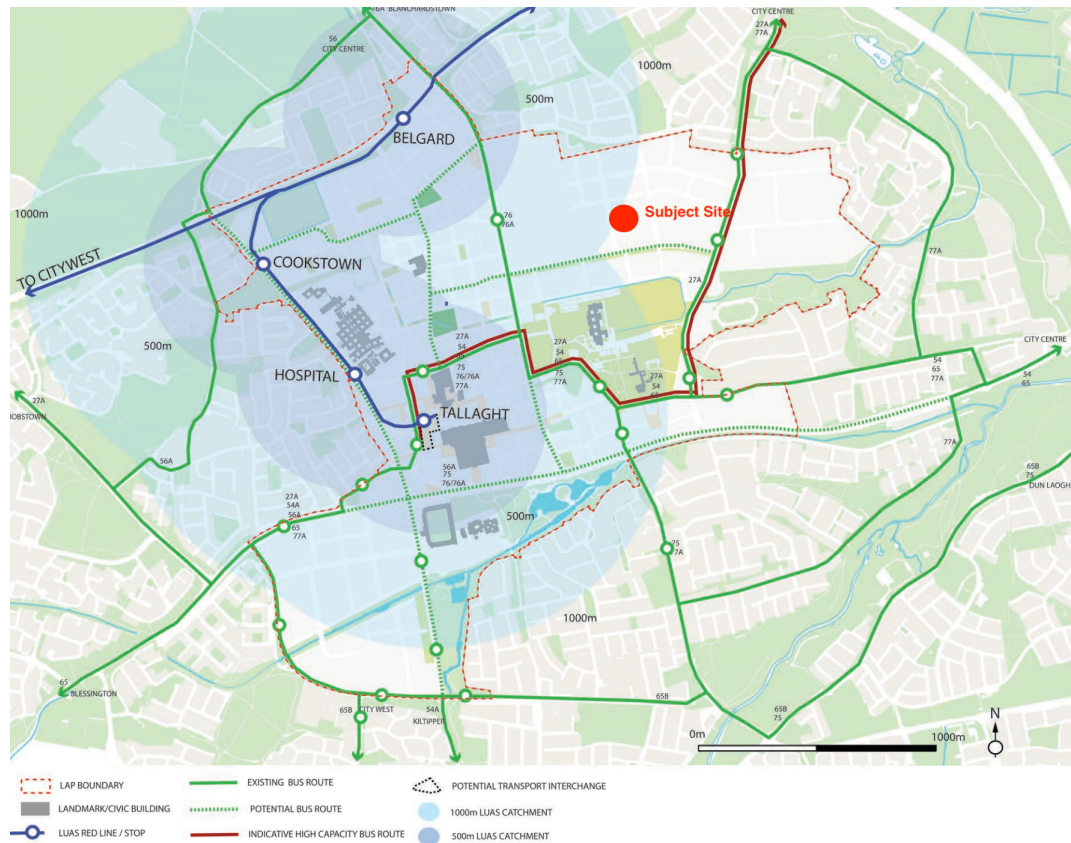 76A BLANCHARDSTOWN
56
CITY CENTRE
CITY CENTRE
27A
77A
1000m
500m
BELGARD
1000m
Subject Site
76
76A
TO CITYWEST
COOKSTOWN
77A
27A
500m
27A
54
65
75
76/76A
77A
27A
54
65
75
77A
CITY CENTRE
HOSPITAL
27A
54
65
54
65
77A
54
65
27A
JOBSTOWN
TALLAGHT
77A
56A
56A
75
76/76A
65B
75
DUN LAOGH
27A
54A
56A
65
77A
500m
75
77A
1000m
65
BLESSINGTON
65B
CITY WEST
54A
KILTIPPER
65B
65B
75
0m
1000m
N
LAP BOUNDARY
EXISTING BUS ROUTE
POTENTIAL TRANSPORT INTERCHANGE
LANDMARK/CIVIC BUILDING
POTENTIAL BUS ROUTE
1000m LUAS CATCHMENT
LUAS RED LINE / STOP
INDICATIVE HIGH CAPACITY BUS ROUTE
500m LUAS CATCHMENT